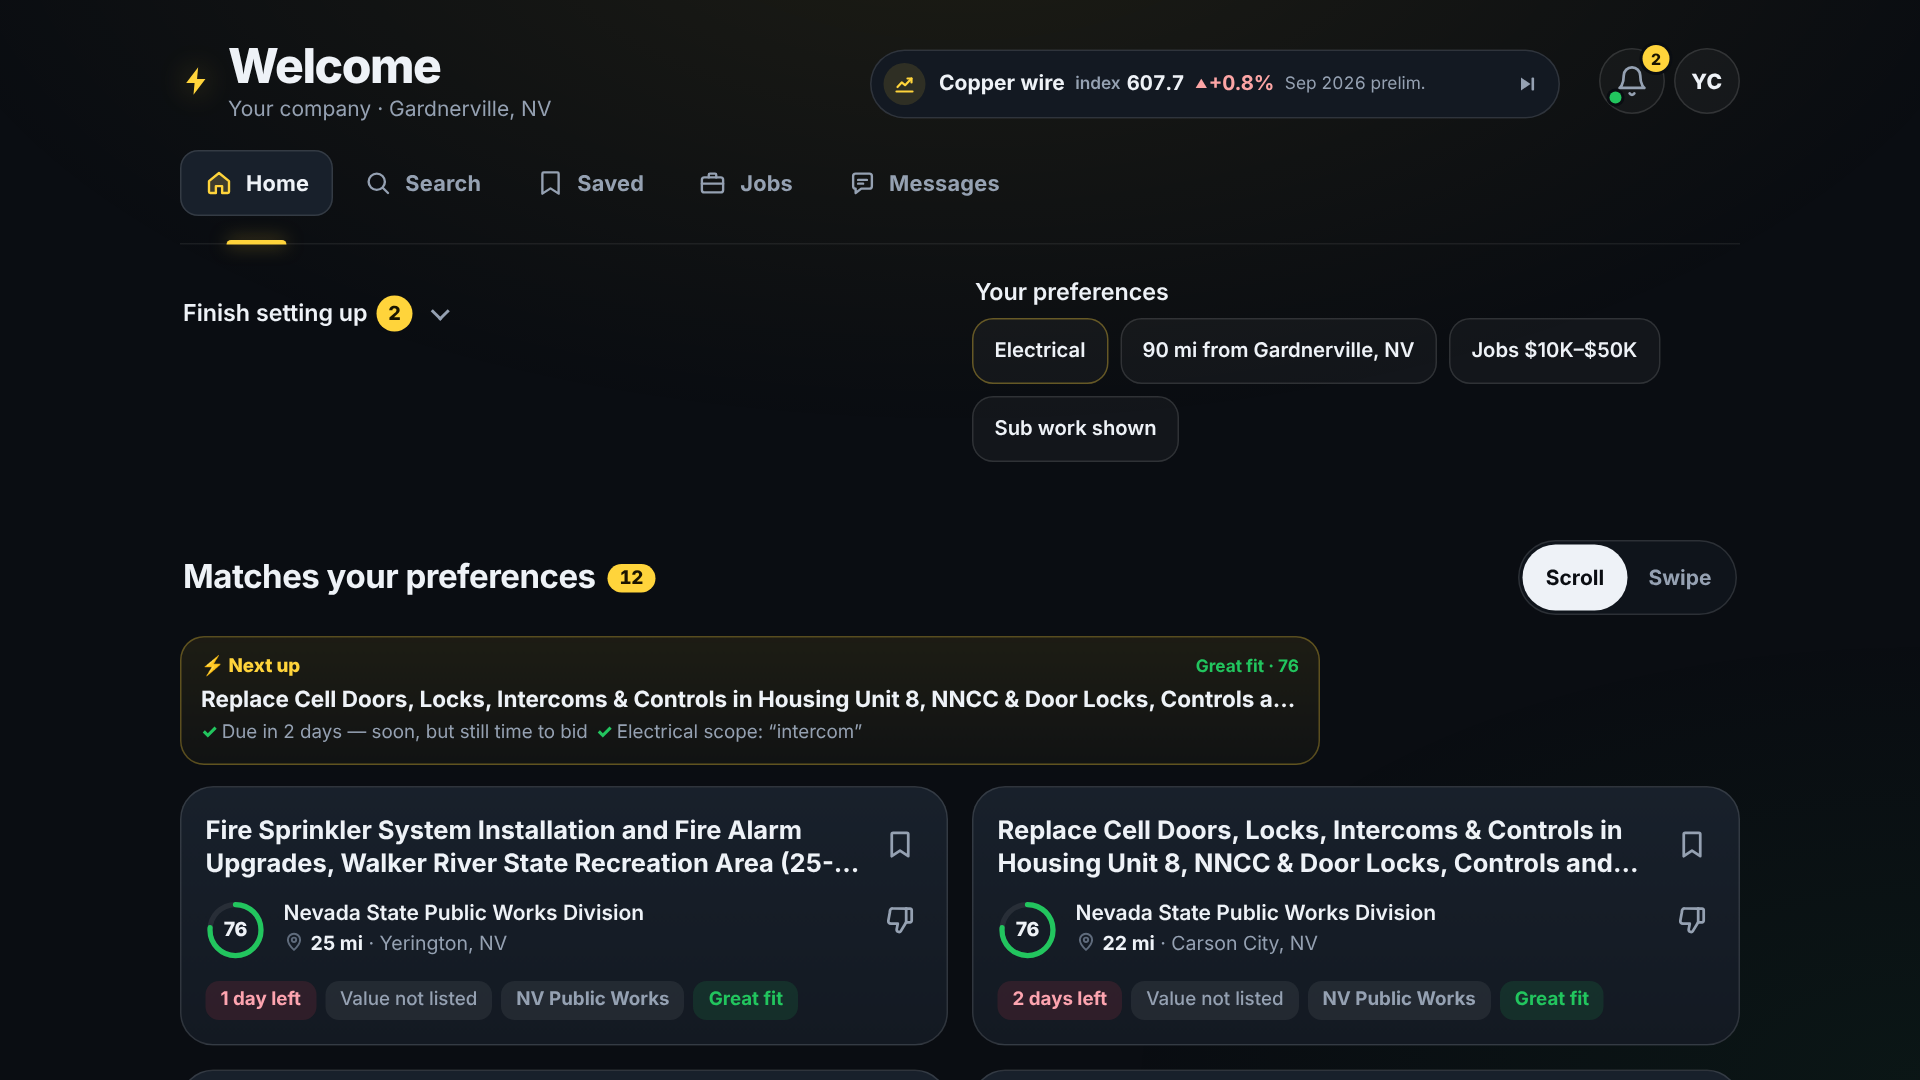 Welcome
Your company · Gardnerville, NV
Copper wire index 607.7 ▲+0.8% Sep 2026 prelim.
2
YC
Home
Search
Saved
Jobs
Messages
Finish setting up 2
Your preferences
Electrical
90 mi from Gardnerville, NV
Jobs $10K–$50K
Sub work shown
Matches your preferences 12
Scroll
Swipe
Next up
Great fit · 76
Replace Cell Doors, Locks, Intercoms & Controls in Housing Unit 8, NNCC & Door Locks, Controls a…
Due in 2 days — soon, but still time to bid
Electrical scope: “intercom”
Fire Sprinkler System Installation and Fire Alarm
Upgrades, Walker River State Recreation Area (25-…
76
Nevada State Public Works Division
25 mi · Yerington, NV
1 day left
Value not listed
NV Public Works
Great fit
Replace Cell Doors, Locks, Intercoms & Controls in
Housing Unit 8, NNCC & Door Locks, Controls and…
76
Nevada State Public Works Division
22 mi · Carson City, NV
2 days left
Value not listed
NV Public Works
Great fit